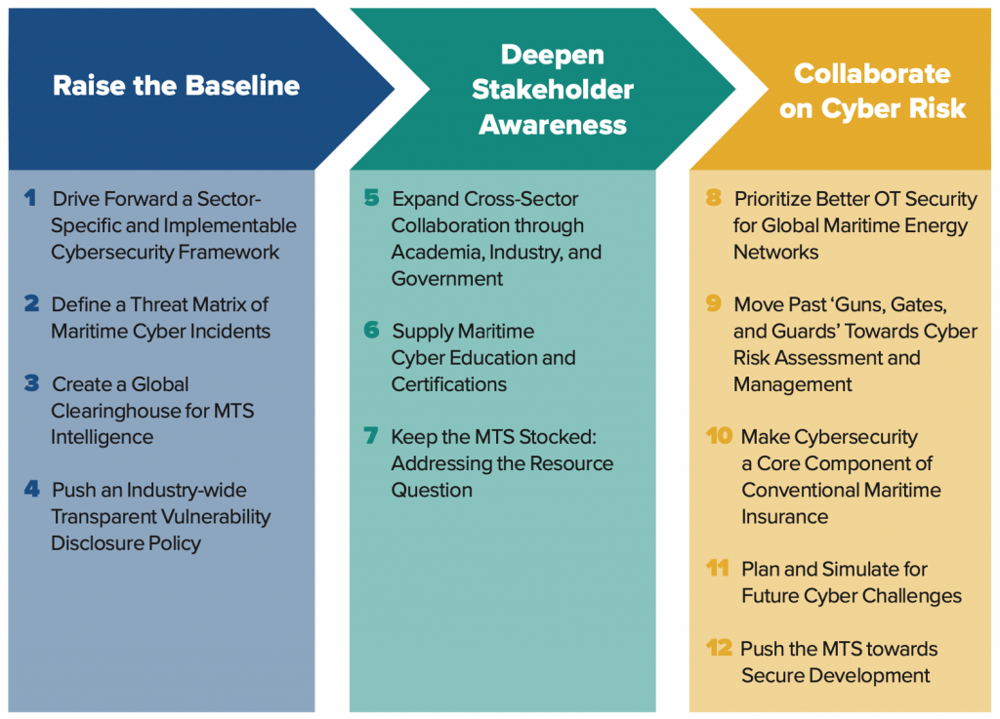 Raise the Baseline
1 Drive Forward a Sector-
Specific and Implementable
Cybersecurity Framework
2 Define a Threat Matrix of
Maritime Cyber Incidents
3 Create a Global
Clearinghouse for MTS
Intelligence
4 Push an Industry-wide
Transparent Vulnerability
Disclosure Policy
Deepen
Stakeholder
Awareness
5 Expand Cross-Sector
Collaboration through
Academia, Industry, and
Government
6 Supply Maritime
Cyber Education and
Certifications
7 Keep the MTS Stocked:
Addressing the Resource
Question
Collaborate
on Cyber Risk
8 Prioritize Better OT Security
for Global Maritime Energy
Networks
9 Move Past ‘Guns, Gates,
and Guards’ Towards Cyber
Risk Assessment and
Management
10 Make Cybersecurity
a Core Component of
Conventional Maritime
Insurance
11 Plan and Simulate for
Future Cyber Challenges
12 Push the MTS towards
Secure Development